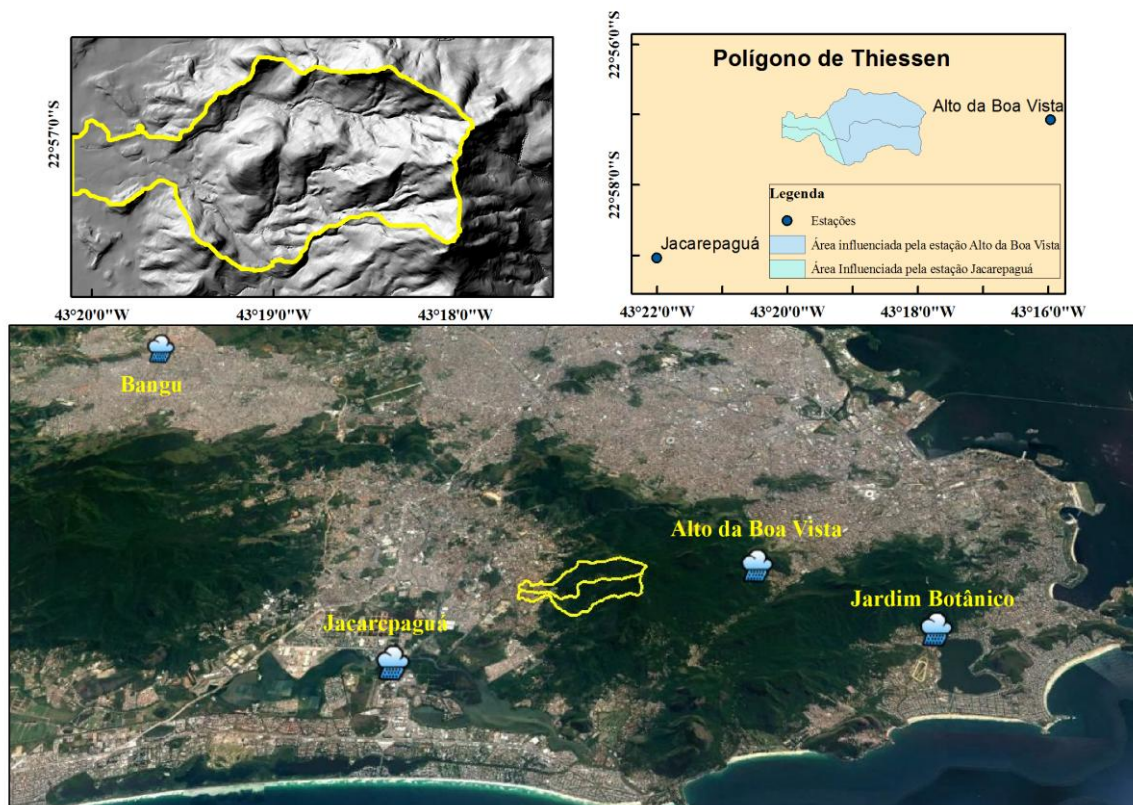 22°57'0"S
43°20'0"W
43°19'0"W
43°18'0"W
Polígono de Thiessen
22°56'0"S
22°58'0"S
Alto da Boa Vista
Jacarepaguá
Legenda
Estações
Área influenciada pela estação Alto da Boa Vista
Área Influenciada pela estação Jacarepaguá
43°22'0"W
43°20'0"W
43°18'0"W
43°16'0"W
Bangu
Alto da Boa Vista
Jardim Botânico
Jacarepaguá